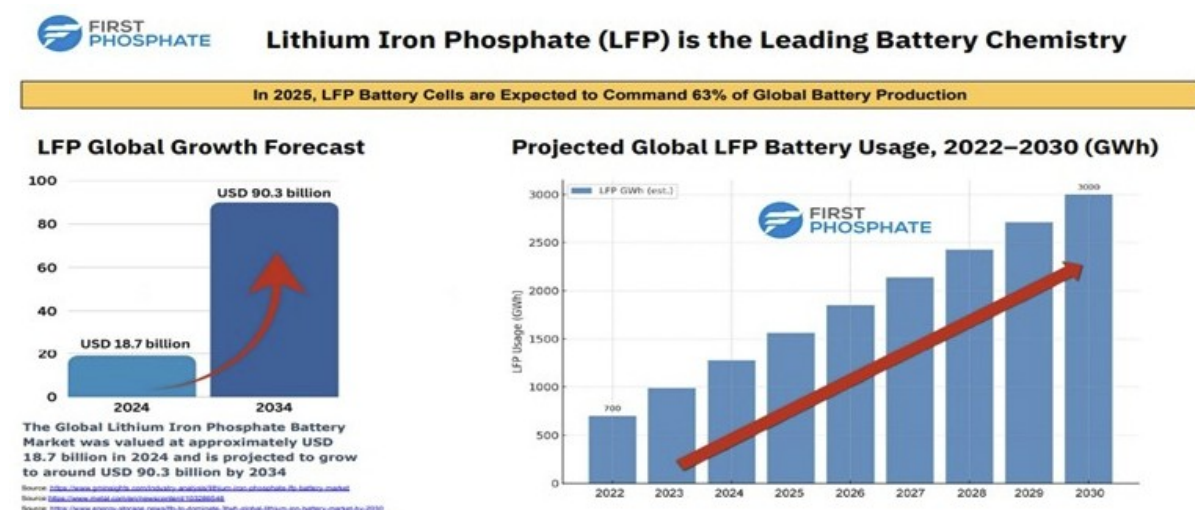 FIRST
PHOSPHATE
Lithium Iron Phosphate (LFP) is the Leading Battery Chemistry
In 2025, LFP Battery Cells are Expected to Command 63% of Global Battery Production
LFP Global Growth Forecast
100
80
60
40
20
0
USD 90.3 billion
USD 18.7 billion
2024 2034
The Global Lithium Iron Phosphate Battery
Market was valued at approximately USD
18.7 billion in 2024 and is projected to grow
to around USD 90.3 billion by 2034
Source:
Source:
Source:
Projected Global LFP Battery Usage, 2022–2030 (GWh)
LFP GWh (est.)
FIRST
PHOSPHATE
LFP Usage (GWh)
3000
2500
2000
1500
1000
500
0
700
3000
2022 2023 2024 2025 2026 2027 2028 2029 2030